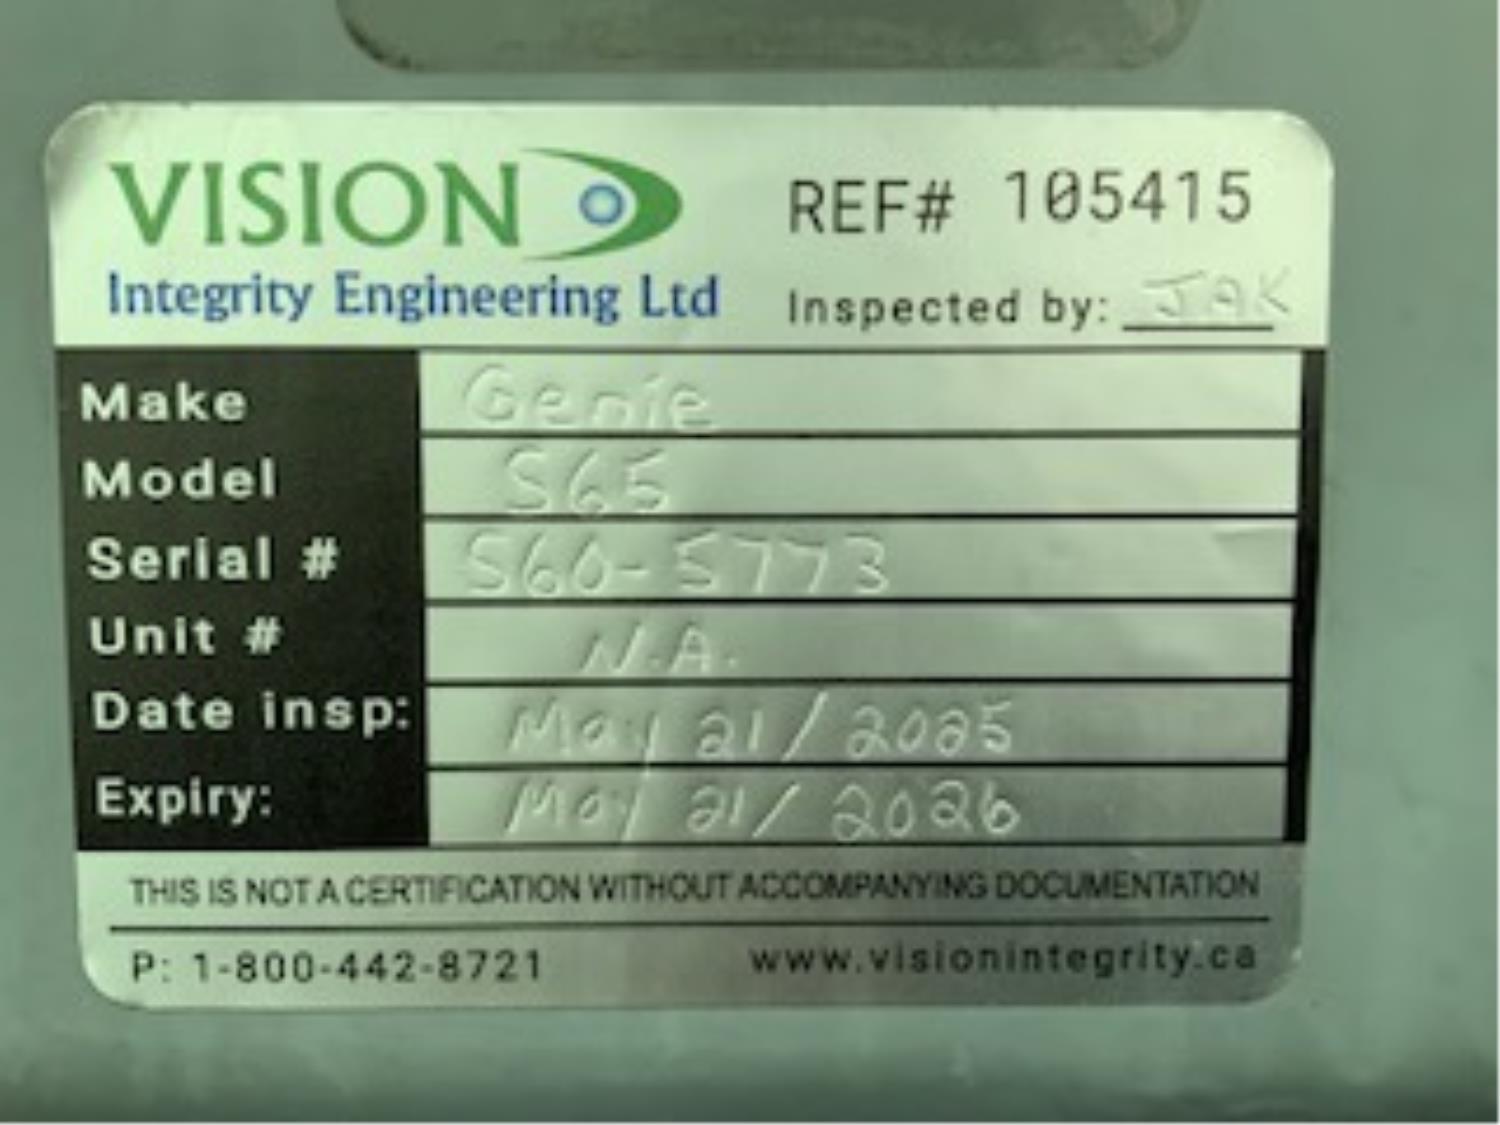 VISION
Integrity Engineering Ltd
REF# 105415
Inspected by: JAK
Make Genie
Model S65
Serial # S60-5773
Unit # N.A.
Date insp: May 21/2025
Expiry: May 21/2026
THIS IS NOT A CERTIFICATION WITHOUT ACCOMPANYING DOCUMENTATION
P: 1-800-442-8721 www.visionintegrity.ca